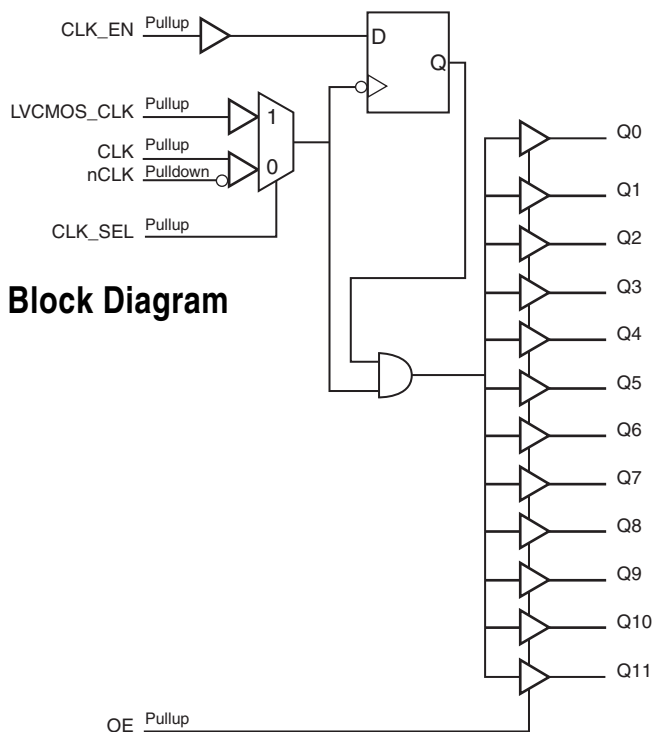 CLK_EN Pullup
D
Q
LVCMOS_CLK Pullup
1
CLK Pullup
nCLK Pulldown
0
CLK_SEL Pullup
Block Diagram
Q0
Q1
Q2
Q3
Q4
Q5
Q6
Q7
Q8
Q9
Q10
Q11
OE Pullup